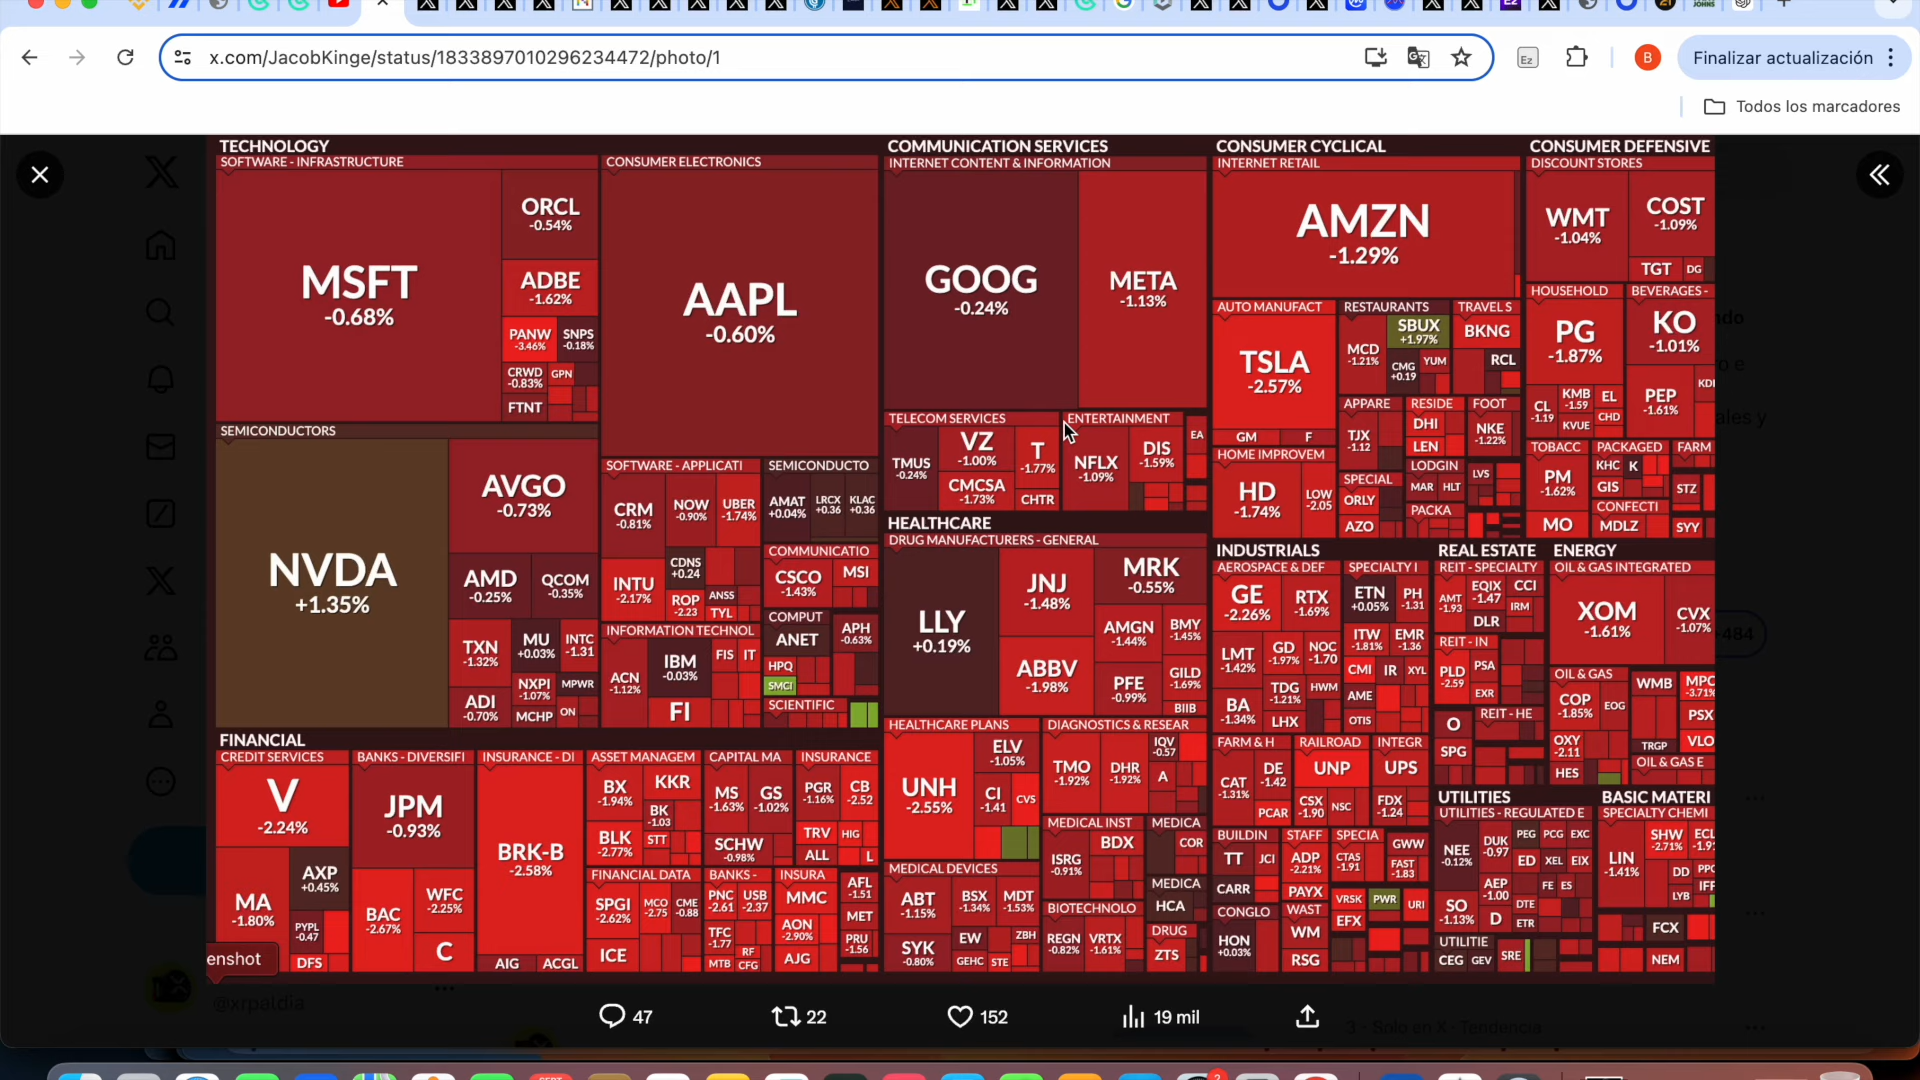 x.com/JacobKinge/status/1833897010296234472/photo/1
Ez
B
Finalizar actualización
Todos los marcadores
TECHNOLOGY
SOFTWARE - INFRASTRUCTURE
MSFT
-0.68%
ORCL
-0.54%
ADBE
-1.62%
PANW
-3.46%
SNPS
-0.18%
CRWD
-0.83%
GPN
FTNT
CONSUMER ELECTRONICS
AAPL
-0.60%
SEMICONDUCTORS
NVDA
+1.35%
AVGO
-0.73%
AMD
-0.25%
QCOM
-0.35%
TXN
-1.32%
MU
+0.03%
INTC
-1.31
NXPI
-1.07%
MPWR
ADI
-0.70%
MCHP
ON
SOFTWARE - APPLICATI
CRM
-0.81%
NOW
-0.90%
UBER
-1.74%
INTU
-2.17%
CDNS
+0.24
ROP
-2.23
ANSS
TYL
SEMICONDUCTO
AMAT
+0.04%
LRCX
+0.36
KLAC
+0.36
COMMUNICATIO
CSCO
-1.43%
MSI
COMPUT
ANET
APH
-0.63%
HPQ
SMCI
SCIENTIFIC
INFORMATION TECHNOL
ACN
-1.12%
IBM
-0.03%
FIS
IT
FI
COMMUNICATION SERVICES
INTERNET CONTENT & INFORMATION
GOOG
-0.24%
META
-1.13%
TELECOM SERVICES
TMUS
-0.24%
VZ
-1.00%
T
-1.77%
CMCSA
-1.73%
CHTR
ENTERTAINMENT
NFLX
-1.09%
DIS
-1.59%
EA
CONSUMER CYCLICAL
INTERNET RETAIL
AMZN
-1.29%
AUTO MANUFACT
TSLA
-2.57%
GM
F
RESTAURANTS
MCD
-1.21%
SBUX
+1.97%
CMG
+0.19
YUM
TRAVEL S
BKNG
RCL
APPARE
TJX
-1.12
RESIDE
DHI
LEN
FOOT
NKE
-1.22%
HOME IMPROVEM
HD
-1.74%
LOW
-2.05
SPECIAL
ORLY
AZO
LODGIN
MAR
HLT
LVS
PACKA
CONSUMER DEFENSIVE
DISCOUNT STORES
WMT
-1.04%
COST
-1.09%
TGT
DG
HOUSEHOLD
PG
-1.87%
CL
-1.19
KMB
-1.59
EL
CHD
KVUE
BEVERAGES -
KO
-1.01%
PEP
-1.61%
KDI
TOBACC
PM
-1.62%
MO
PACKAGED
KHC
K
GIS
FARM
STZ
CONFECTI
MDLZ
SYY
HEALTHCARE
DRUG MANUFACTURERS - GENERAL
LLY
+0.19%
JNJ
-1.48%
MRK
-0.55%
ABBV
-1.98%
AMGN
-1.44%
BMY
-1.45%
PFE
-0.99%
GILD
-1.69%
BIIB
HEALTHCARE PLANS
UNH
-2.55%
ELV
-1.05%
CI
-1.41
CVS
DIAGNOSTICS & RESEAR
TMO
-1.92%
DHR
-1.92%
IQV
-0.57
A
MEDICAL INST
ISRG
-0.91%
BDX
MEDICA
COR
MEDICA
HCA
MEDICAL DEVICES
ABT
-1.15%
BSX
-1.34%
MDT
-1.53%
SYK
-0.80%
EW
ZBH
GEHC
STE
BIOTECHNOLO
REGN
-0.82%
VRTX
-1.61%
DRUG
ZTS
INDUSTRIALS
AEROSPACE & DEF
GE
-2.26%
RTX
-1.69%
LMT
-1.42%
GD
-1.97%
NOC
-1.70
BA
-1.34%
TDG
-1.21%
HWM
LHX
SPECIALTY I
ETN
+0.05%
PH
-1.31
ITW
-1.81%
EMR
-1.36
CMI
IR
XYL
AME
OTIS
FARM & H
CAT
-1.31%
DE
-1.42
PCAR
RAILROAD
UNP
CSX
-1.90
NSC
INTEGR
UPS
FDX
-1.24
BUILDIN
TT
JCI
CARR
STAFF
ADP
-2.21%
PAYX
SPECIA
CTAS
-1.91
GWW
FAST
-1.83
CONGLO
HON
+0.03%
WAST
WM
RSG
VRSK
PWR
URI
EFX
REAL ESTATE
REIT - SPECIALTY
AMT
-1.93
EQIX
-1.47
CCI
IRM
DLR
REIT - IN
PLD
-2.59
PSA
EXR
REIT - HE
O
SPG
ENERGY
OIL & GAS INTEGRATED
XOM
-1.61%
CVX
-1.07%
OIL & GAS
COP
-1.85%
EOG
OXY
-2.11
HES
WMB
TRGP
MPC
-3.71%
PSX
VLO
OIL & GAS E
UTILITIES
UTILITIES - REGULATED E
NEE
-0.12%
DUK
-0.97
PEG
PCG
EXC
ED
XEL
EIX
SO
-1.13%
AEP
-1.00
FE
ES
DTE
D
ETR
UTILITIE
CEG
GEV
SRE
BASIC MATERI
SPECIALTY CHEMI
LIN
-1.41%
SHW
-2.71%
ECL
-1.91
DD
PPC
LYB
IFF
FCX
NEM
FINANCIAL
CREDIT SERVICES
V
-2.24%
MA
-1.80%
AXP
+0.45%
PYPL
-0.47
DFS
BANKS - DIVERSIFI
JPM
-0.93%
BAC
-2.67%
WFC
-2.25%
C
INSURANCE - DI
BRK-B
-2.58%
AIG
ACGL
ASSET MANAGEM
BX
-1.94%
KKR
BK
-1.03
BLK
-2.77%
STT
CAPITAL MA
MS
-1.63%
GS
-1.02%
SCHW
-0.98%
INSURANCE
PGR
-1.16%
CB
-2.52
TRV
HIG
ALL
L
FINANCIAL DATA
SPGI
-2.62%
MCO
-2.75
CME
-0.88
ICE
BANKS -
PNC
-2.61
USB
-2.37
TFC
-1.77
RF
MTB
CFG
INSURA
MMC
AON
-2.90%
AJG
AFL
-1.51
MET
PRU
-1.56
enshot
@xrpaldia
484
47
22
152
19 mil
3 - Solo en X - Tendencia